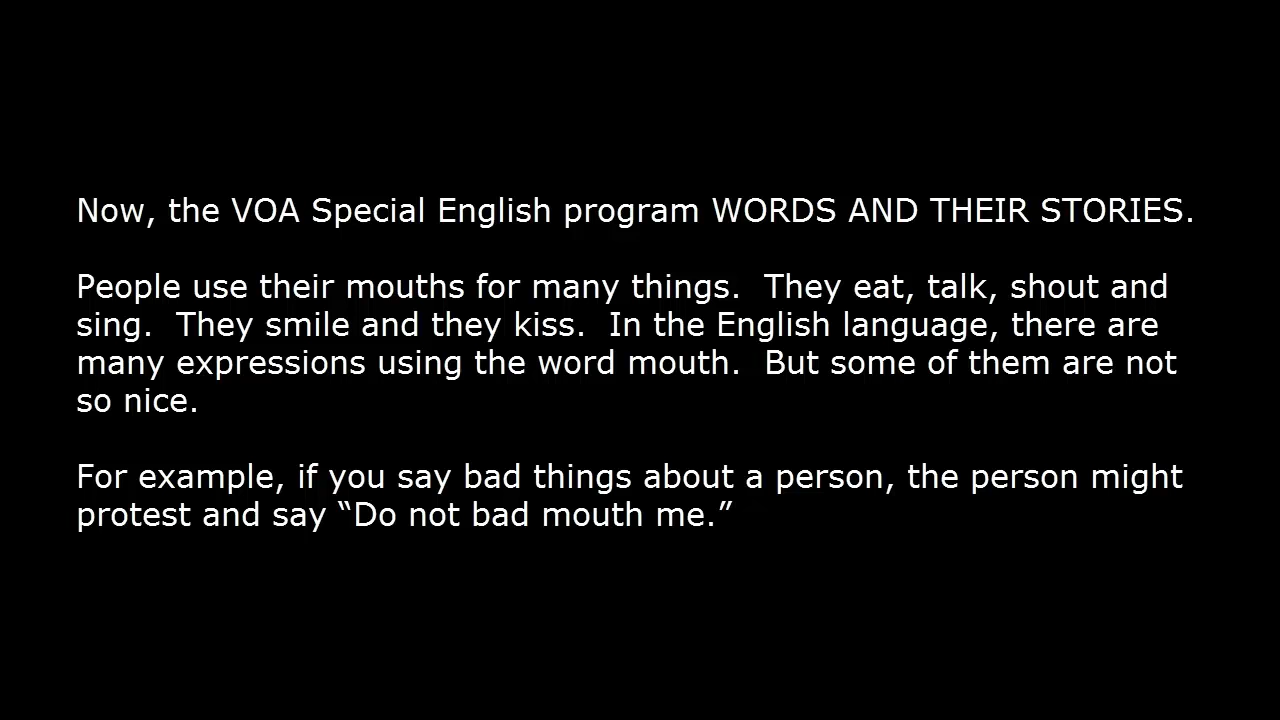 Now, the VOA Special English program WORDS AND THEIR STORIES.
People use their mouths for many things.  They eat, talk, shout and
sing.  They smile and they kiss.  In the English language, there are
many expressions using the word mouth.  But some of them are not
so nice.
For example, if you say bad things about a person, the person might
protest and say “Do not bad mouth me.”